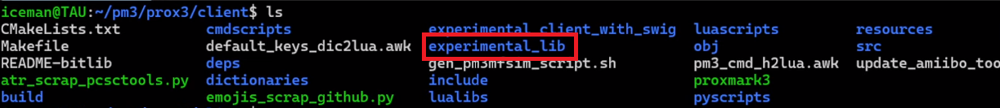 iceman@TAU:~/pm3/prox3/client$ ls
CMakeLists.txt cmdscripts experimental_client_with_swig luascripts resources
Makefile default_keys_dic2lua.awk experimental_lib obj src
README-bitlib deps gen_pm3mfsim_script.sh pm3_cmd_h2lua.awk update_amiibo_too
atr_scrap_pcsctools.py dictionaries include proxmark3
build emojis_scrap_github.py lualibs pyscripts